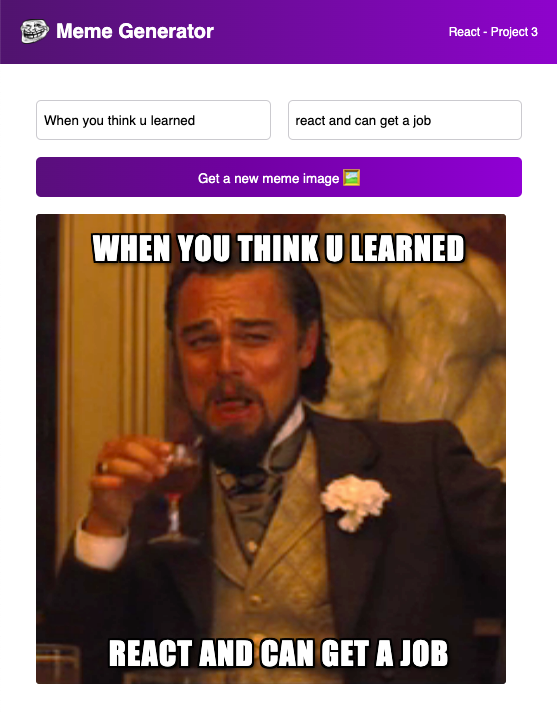 Meme Generator
React - Project 3
When you think u learned
react and can get a job
Get a new meme image
WHEN YOU THINK U LEARNED
REACT AND CAN GET A JOB